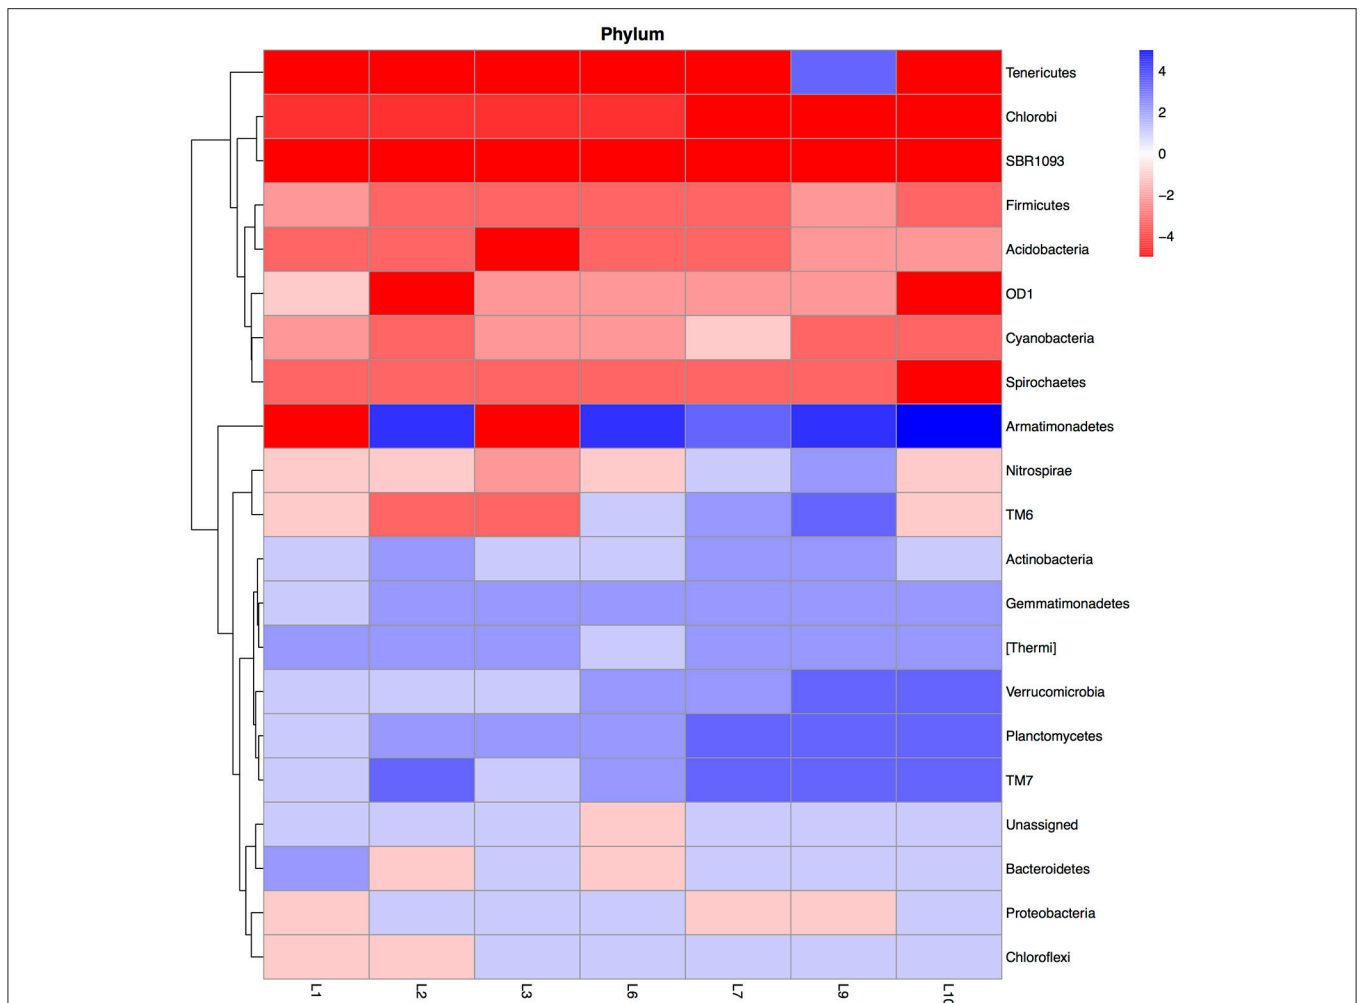 Phylum
Tenericutes
Chlorobi
SBR1093
Firmicutes
Acidobacteria
OD1
Cyanobacteria
Spirochaetes
Armatimonadetes
Nitrospirae
TM6
Actinobacteria
Gemmatimonadetes
[Thermi]
Verrucomicrobia
Planctomycetes
TM7
Unassigned
Bacteroidetes
Proteobacteria
Chloroflexi
4
2
0
−2
−4
L1
L2
L3
L6
L7
L9
L10